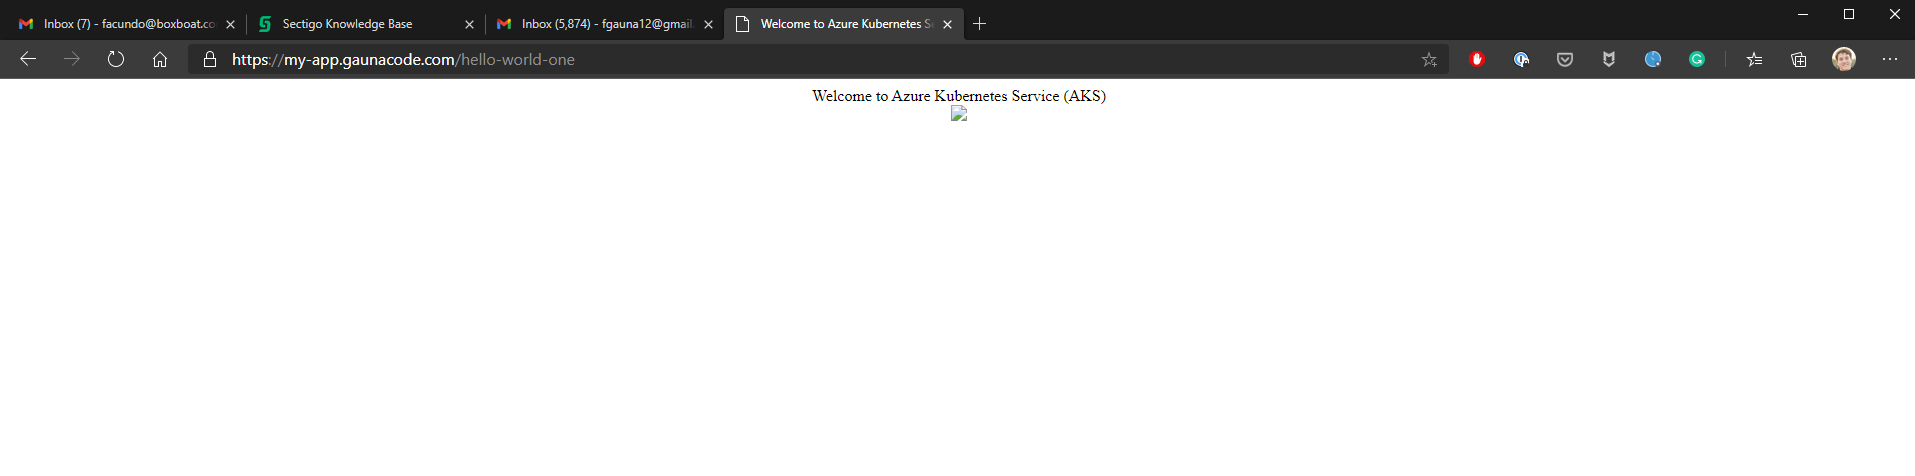 Inbox (7) - facundo@boxboat.co
Sectigo Knowledge Base
Inbox (5,874) - fgauna12@gmail.
Welcome to Azure Kubernetes Se
https://my-app.gaunacode.com/hello-world-one
Welcome to Azure Kubernetes Service (AKS)